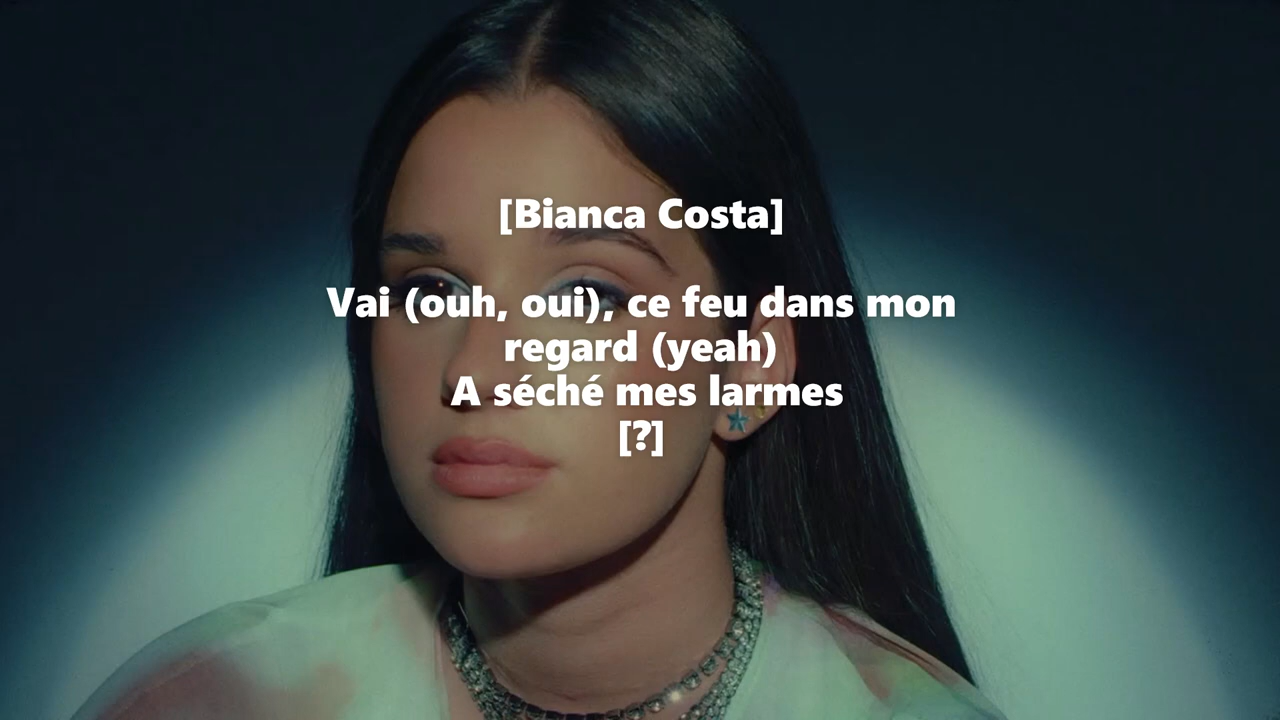 [Bianca Costa]
Vai (ouh, oui), ce feu dans mon
regard (yeah)
A séché mes larmes
[?]